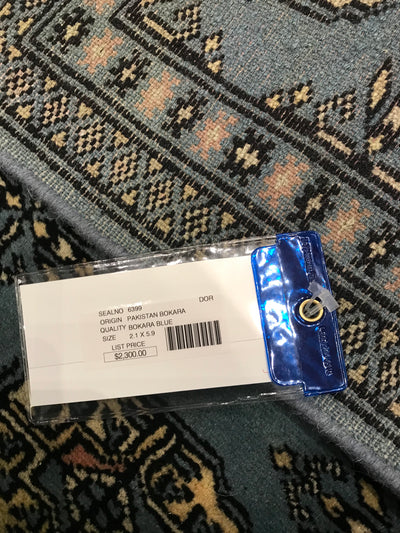 DOR
SEALNO 6399
ORIGIN PAKISTAN BOKARA
QUALITY BOKARA BLUE
SIZE 2.1 X 5.9
LIST PRICE
$2,300.00